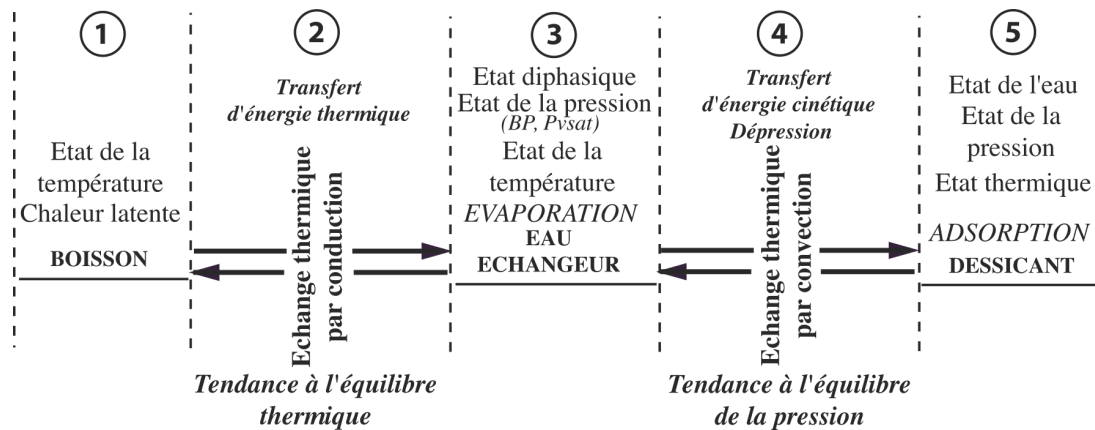 1
Etat de la
température
Chaleur latente
BOISSON
2
Transfert
d'énergie thermique
Echange thermique
par conduction
Tendance à l'équilibre
thermique
3
Etat diphasique
Etat de la pression
(BP, Pvsat)
Etat de la
température
EVAPORATION
EAU
ECHANGEUR
4
Transfert
d'énergie cinétique
Dépression
Echange thermique
par convection
Tendance à l'équilibre
de la pression
5
Etat de l'eau
Etat de la
pression
Etat thermique
ADSORPTION
DESSICANT